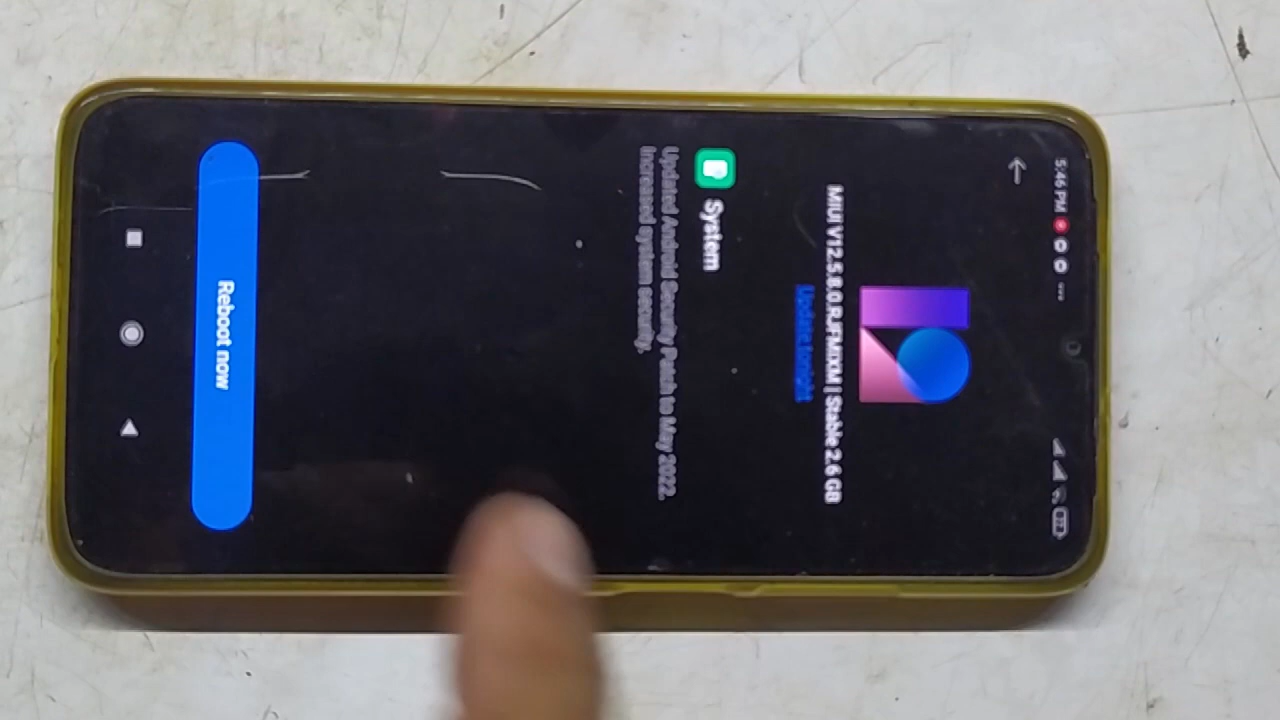 5:46 PM
MIUI V12.5.8.0.RJFMIXM | Stable 2.6 GB
Update tonight
System
Updated Android Security Patch to May 2022.
Increased system security.
Reboot now